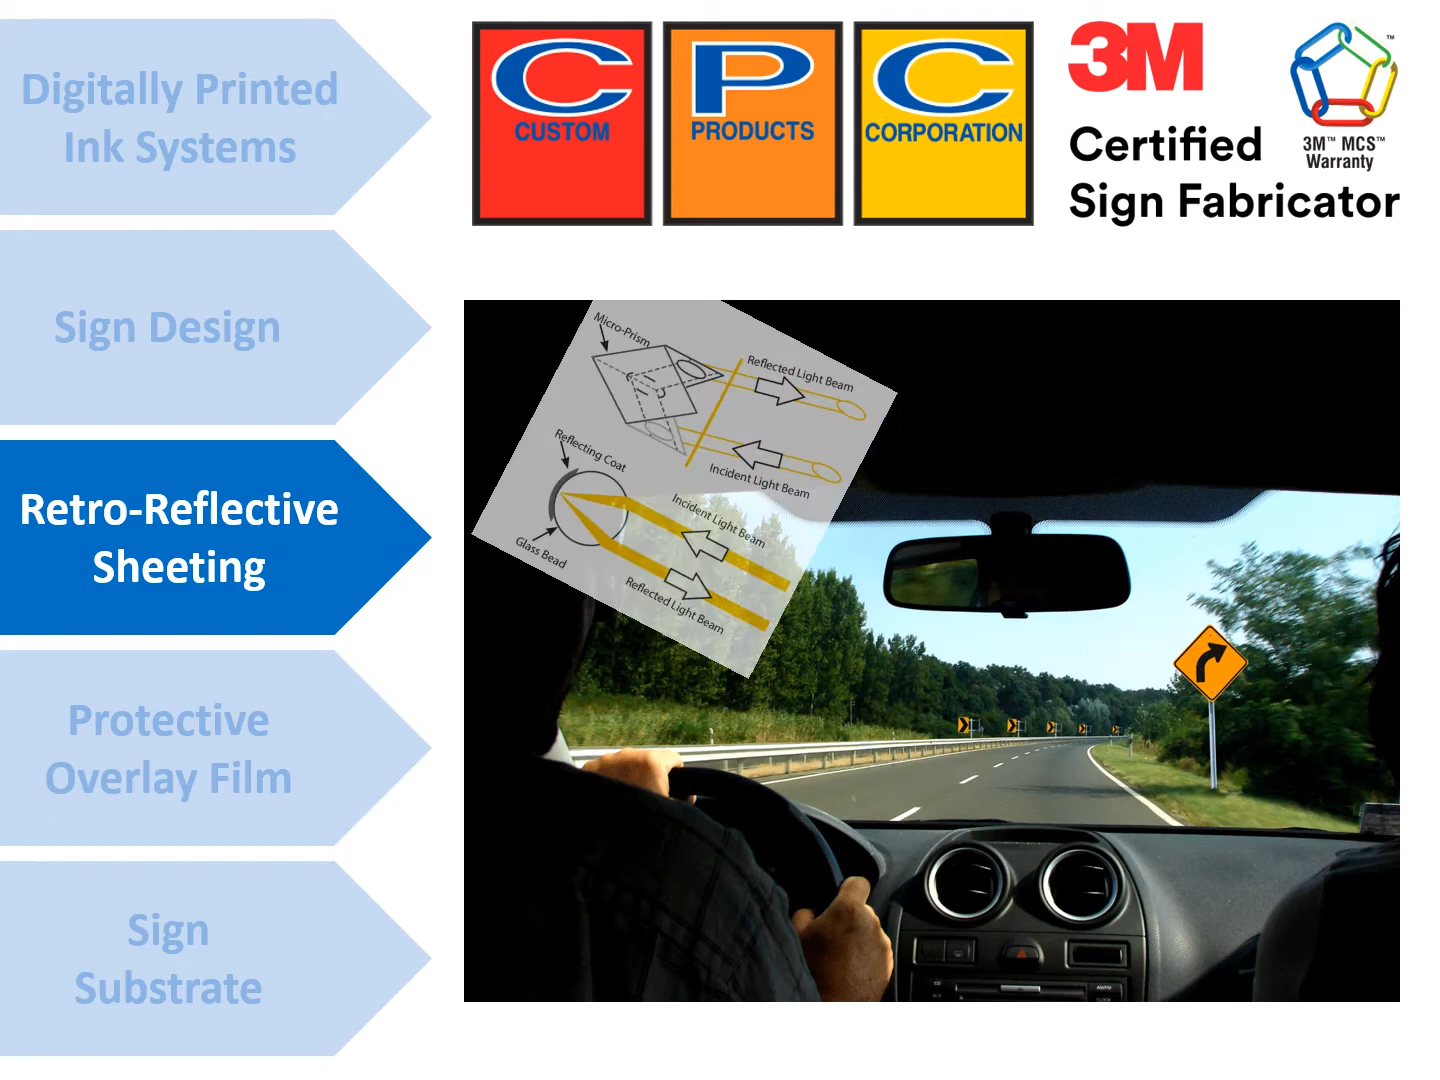 Digitally Printed
Ink Systems
Sign Design
Retro-Reflective
Sheeting
Protective
Overlay Film
Sign
Substrate
C
CUSTOM
P
PRODUCTS
C
CORPORATION
3M
Certified
Sign Fabricator
™
3M™ MCS™
Warranty
Micro-Prism
Reflected Light Beam
Incident Light Beam
Reflecting Coat
Incident Light Beam
Glass Bead
Reflected Light Beam